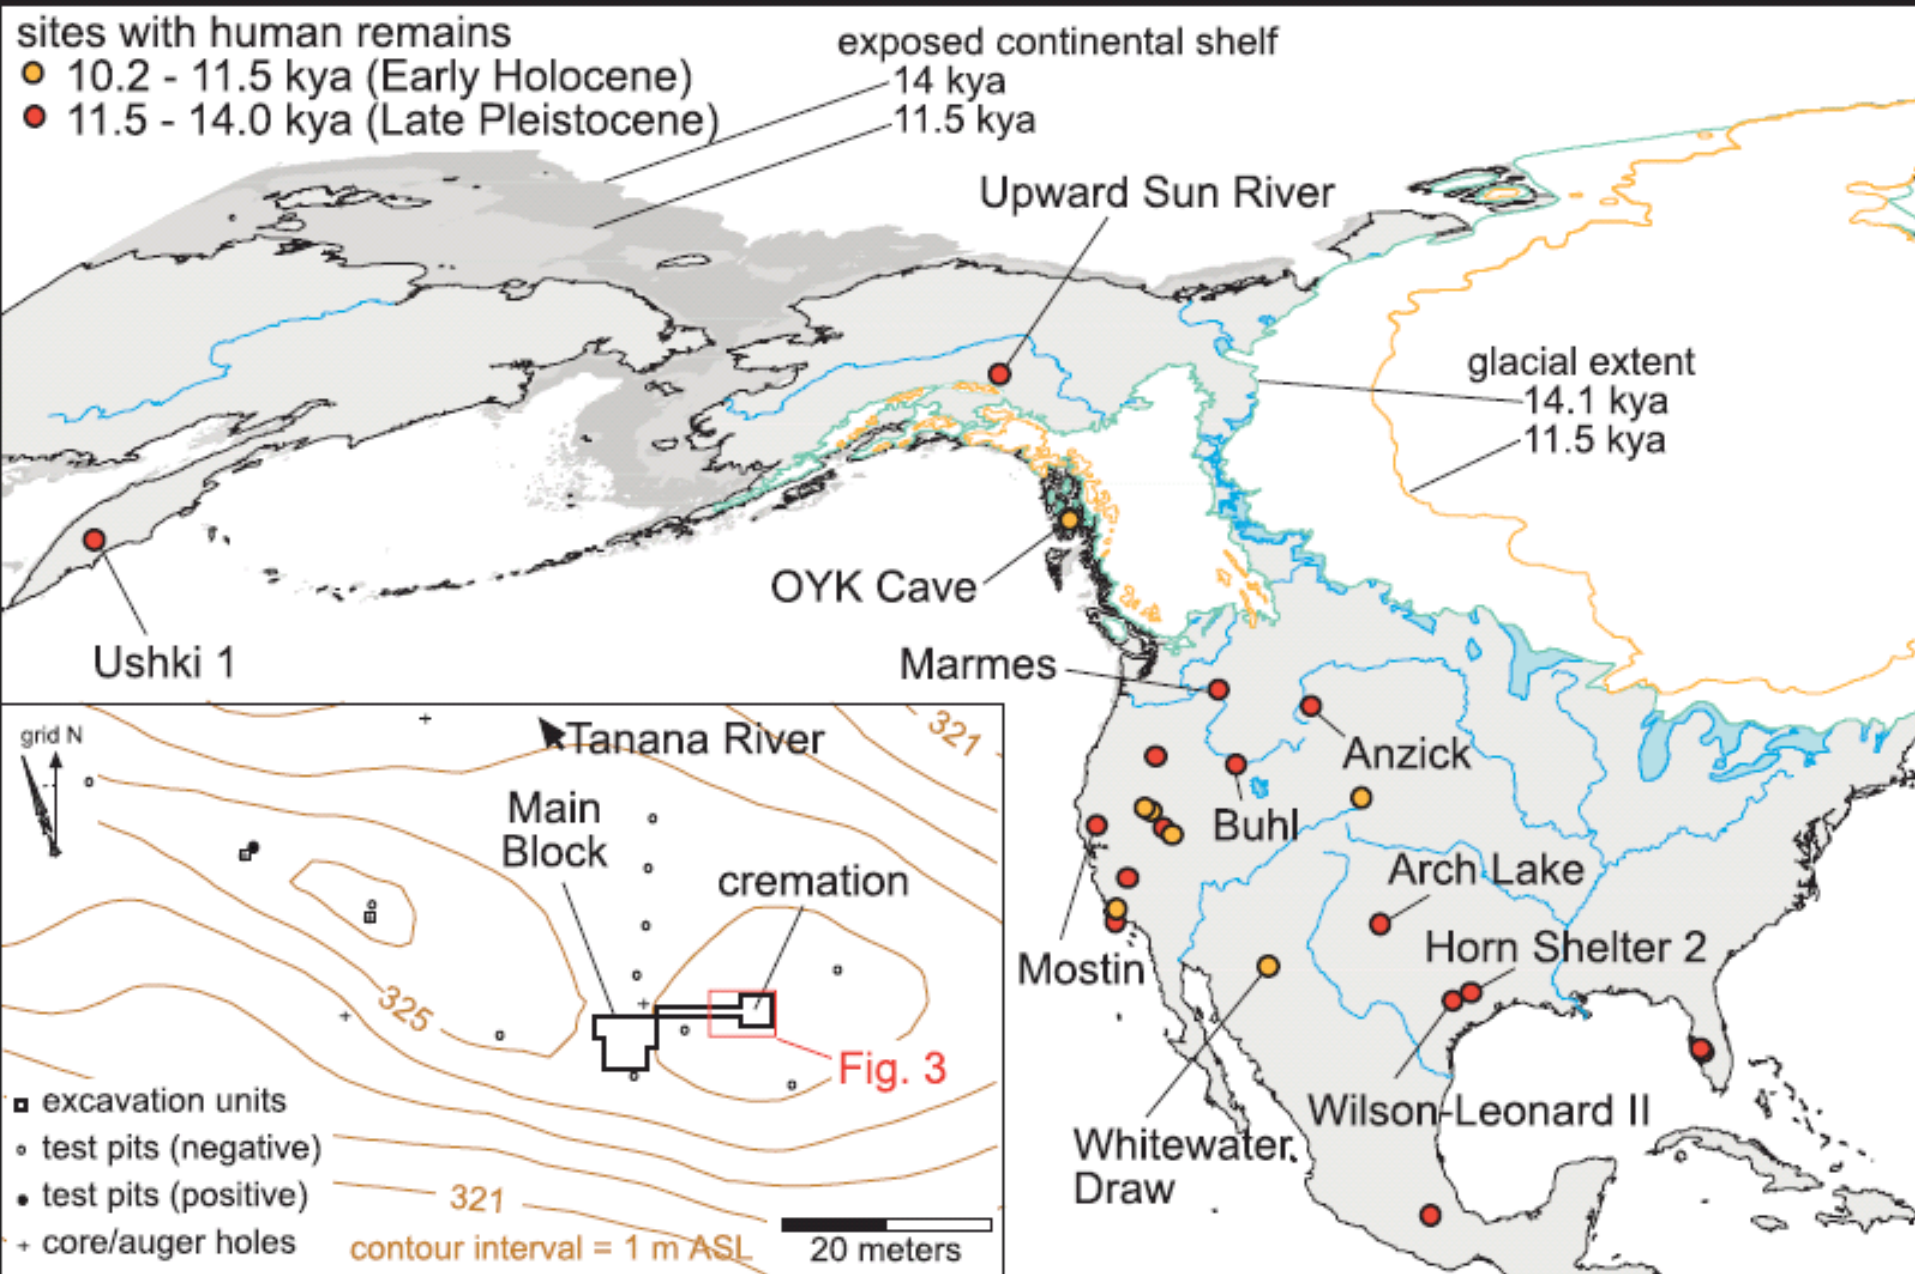 sites with human remains
10.2 - 11.5 kya (Early Holocene)
11.5 - 14.0 kya (Late Pleistocene)
exposed continental shelf
14 kya
11.5 kya
Upward Sun River
glacial extent
14.1 kya
11.5 kya
OYK Cave
Ushki 1
Marmes
Anzick
Buhl
Arch Lake
Horn Shelter 2
Mostin
Wilson-Leonard II
Whitewater
Draw
grid N
Tanana River
321
Main
Block
cremation
325
Fig. 3
excavation units
test pits (negative)
test pits (positive)
core/auger holes
321
contour interval = 1 m ASL
20 meters